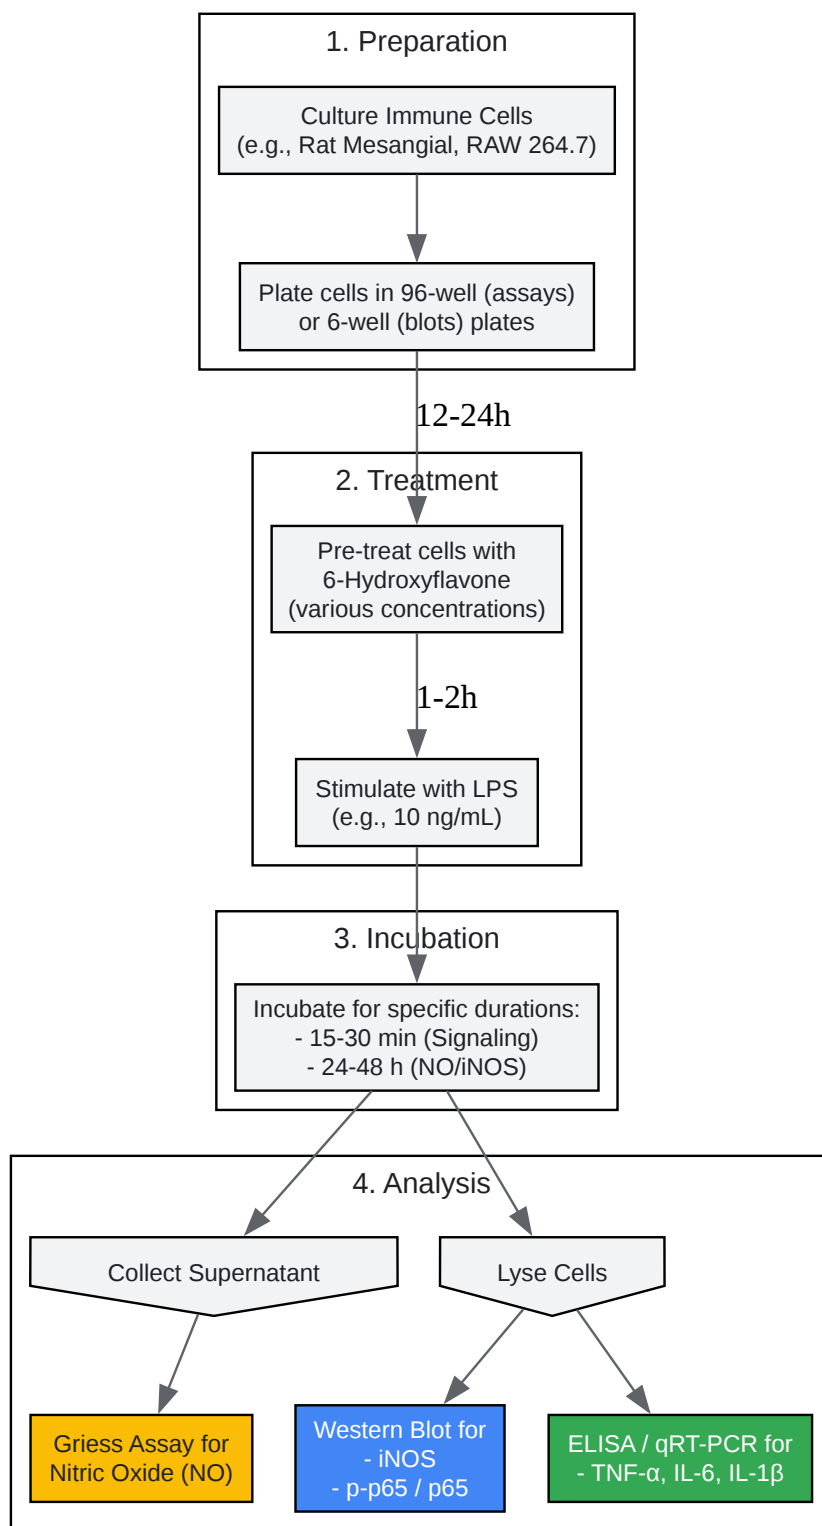 1. Preparation
Culture Immune Cells
(e.g., Rat Mesangial, RAW 264.7)
Plate cells in 96-well (assays)
or 6-well (blots) plates
12-24h
2. Treatment
Pre-treat cells with
6-Hydroxyflavone
(various concentrations)
1-2h
Stimulate with LPS
(e.g., 10 ng/mL)
3. Incubation
Incubate for specific durations:
- 15-30 min (Signaling)
- 24-48 h (NO/iNOS)
4. Analysis
Collect Supernatant
Lyse Cells
Griess Assay for
Nitric Oxide (NO)
Western Blot for
- iNOS
- p-p65 / p65
ELISA / qRT-PCR for
- TNF-α, IL-6, IL-1β